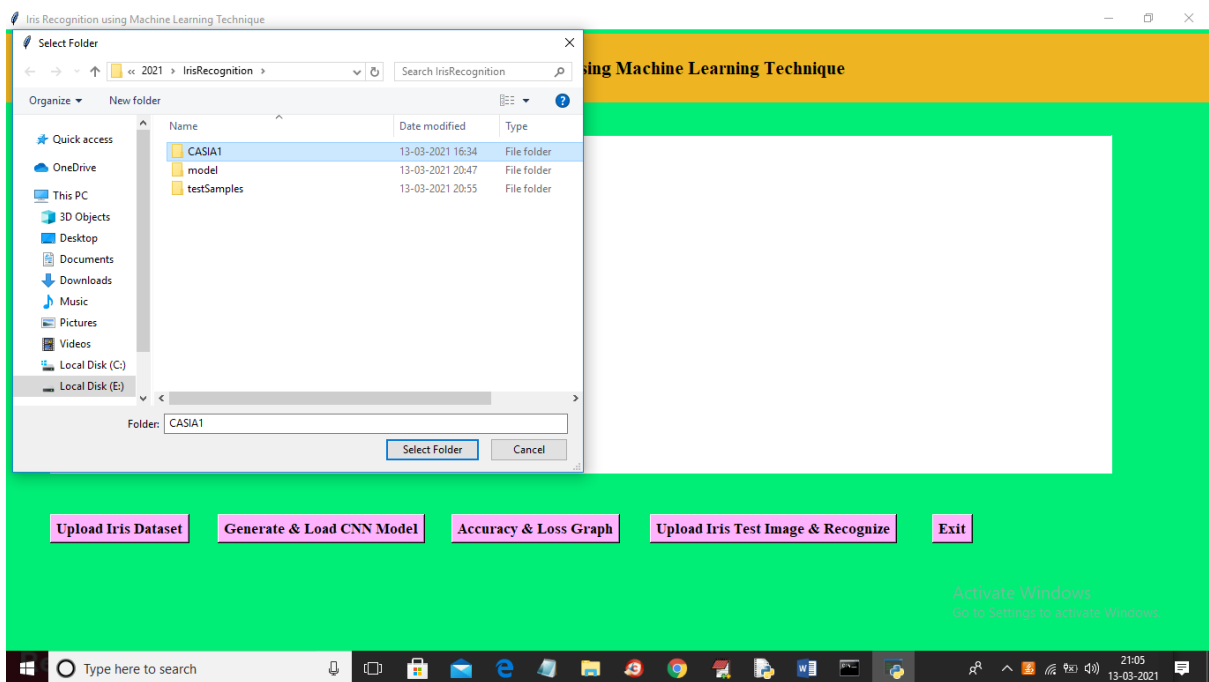 Iris Recognition using Machine Learning Technique
Select Folder
sing Machine Learning Technique
« 2021 › IrisRecognition ›
Search IrisRecognition
Organize
New folder
Name
Date modified
Type
Quick access
CASIA1 13-03-2021 16:34 File folder
OneDrive
model 13-03-2021 20:47 File folder
testSamples 13-03-2021 20:55 File folder
This PC
3D Objects
Desktop
Documents
Downloads
Music
Pictures
Videos
Local Disk (C:)
Local Disk (E:)
Folder: CASIA1
Select Folder
Cancel
Upload Iris Dataset
Generate & Load CNN Model
Accuracy & Loss Graph
Upload Iris Test Image & Recognize
Exit
Activate Windows
Go to Settings to activate Windows.
Type here to search
21:05
13-03-2021